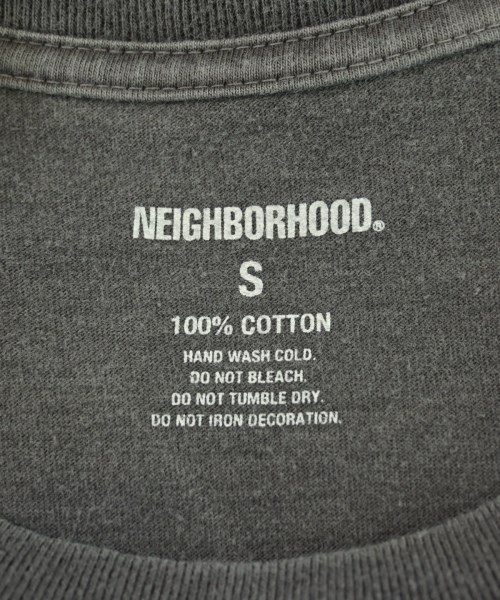 NEIGHBORHOOD®
S
100% COTTON
HAND WASH COLD.
DO NOT BLEACH.
DO NOT TUMBLE DRY.
DO NOT IRON DECORATION.